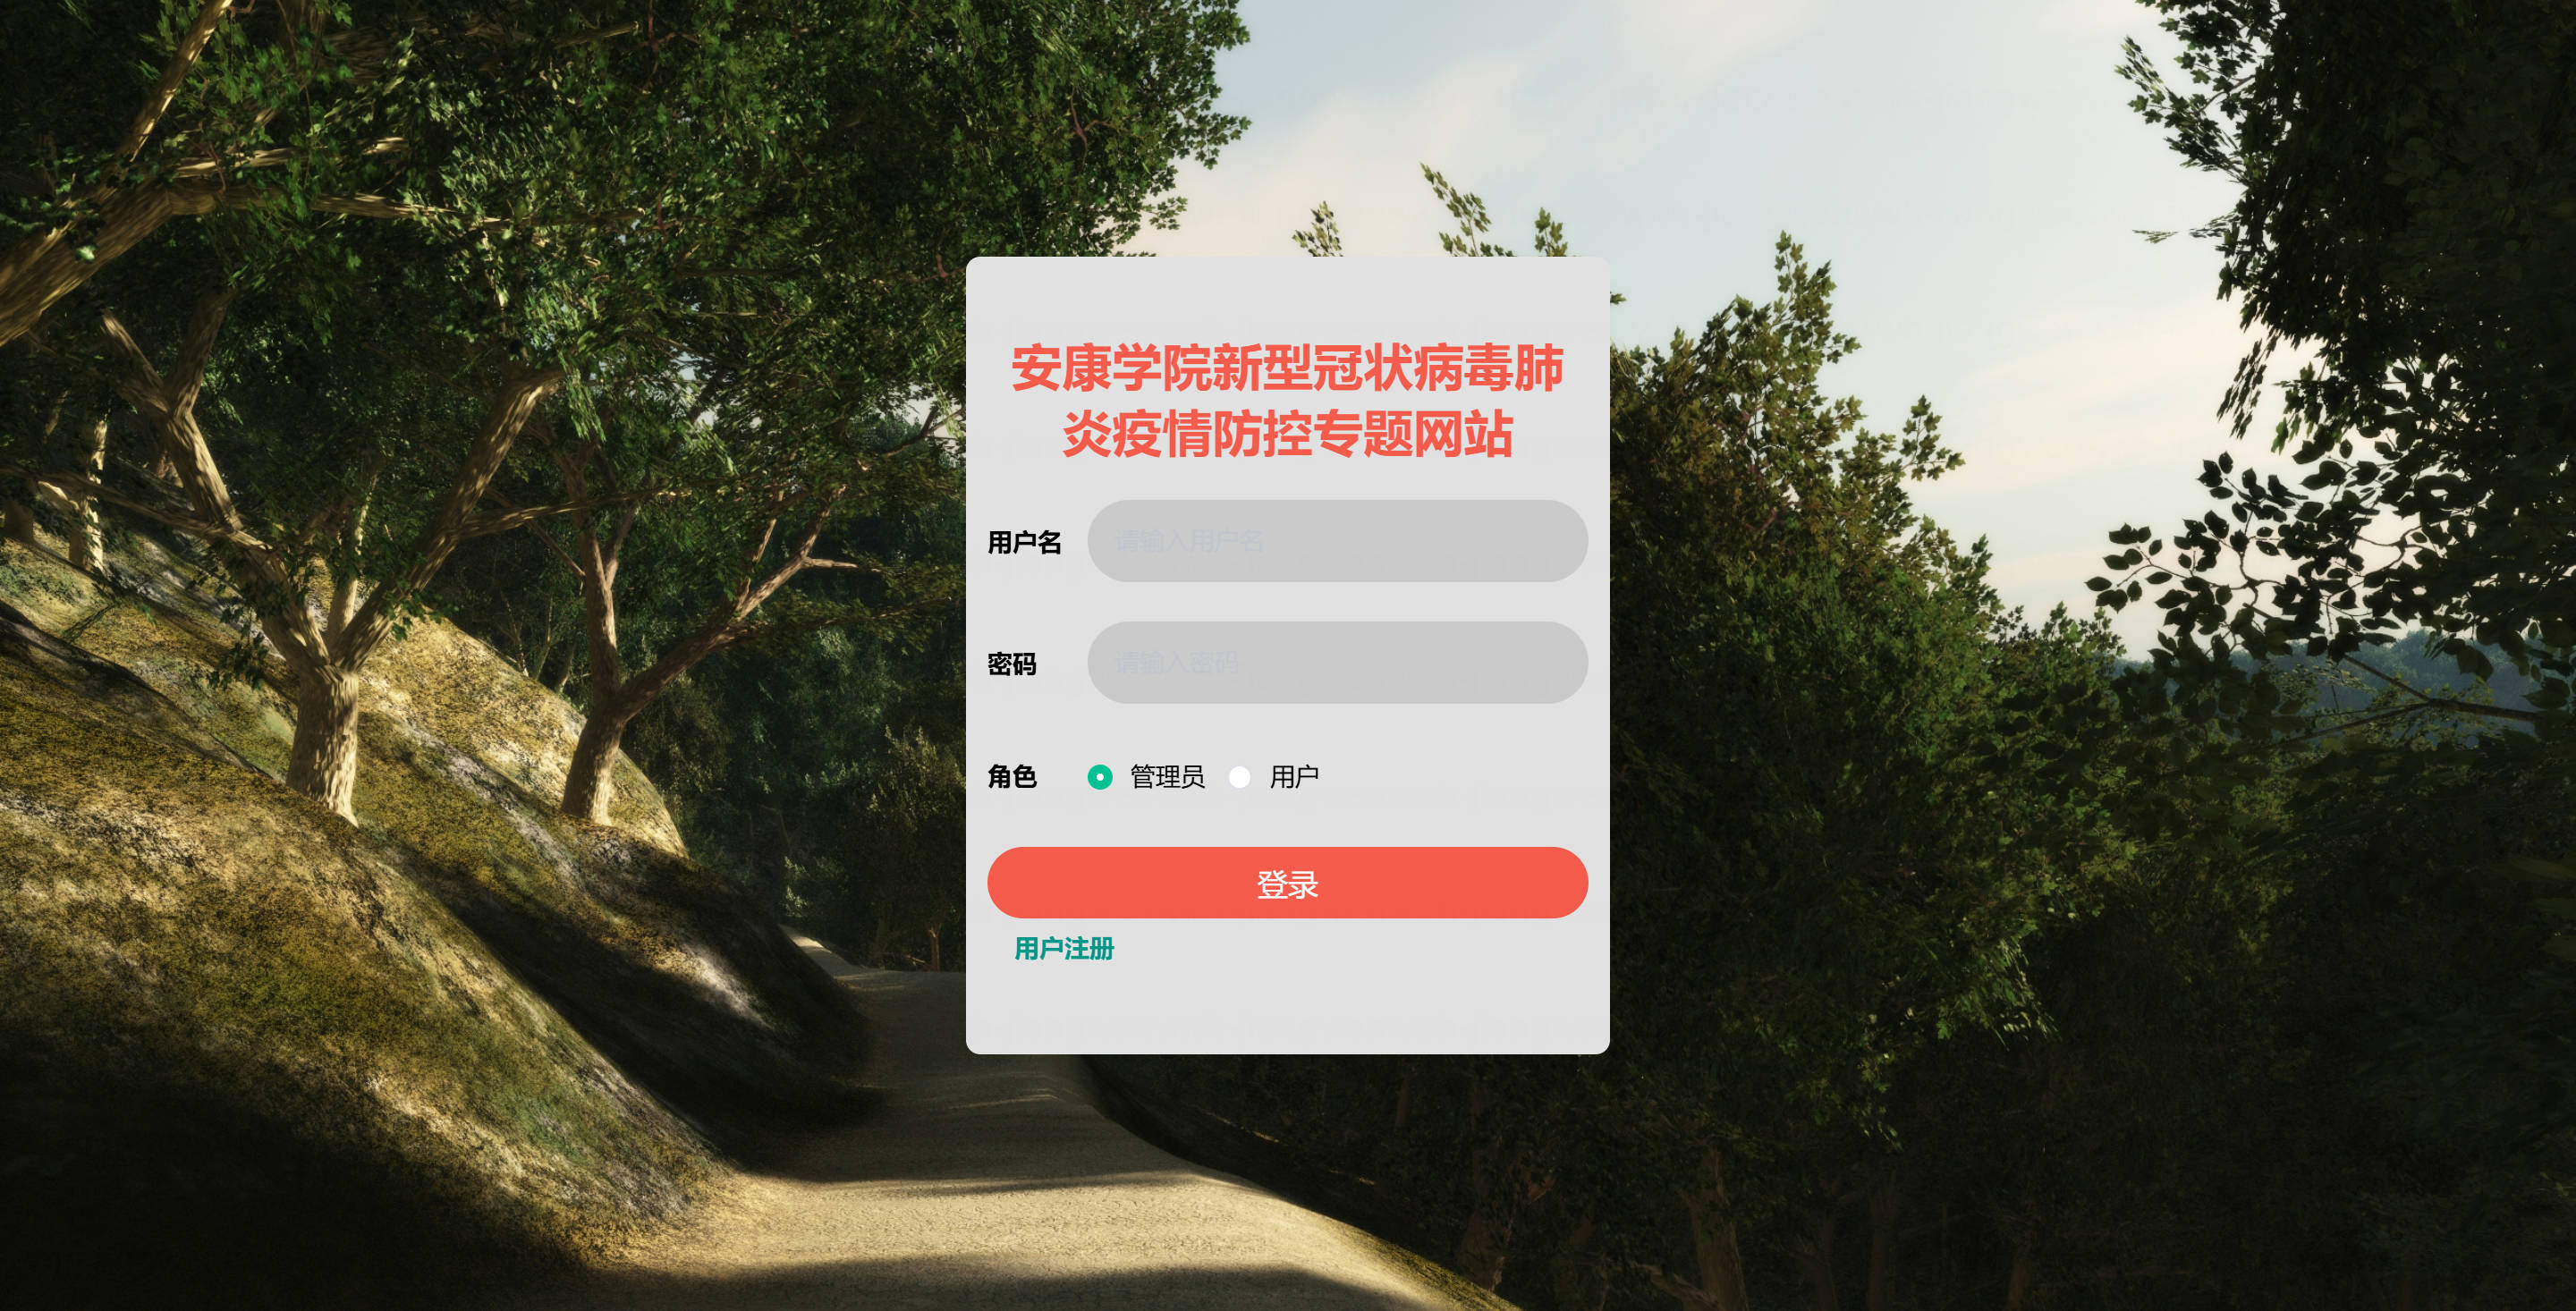 安康学院新型冠状病毒肺
炎疫情防控专题网站
用户名 请输入用户名
密码 请输入密码
角色 管理员 用户
登录
用户注册